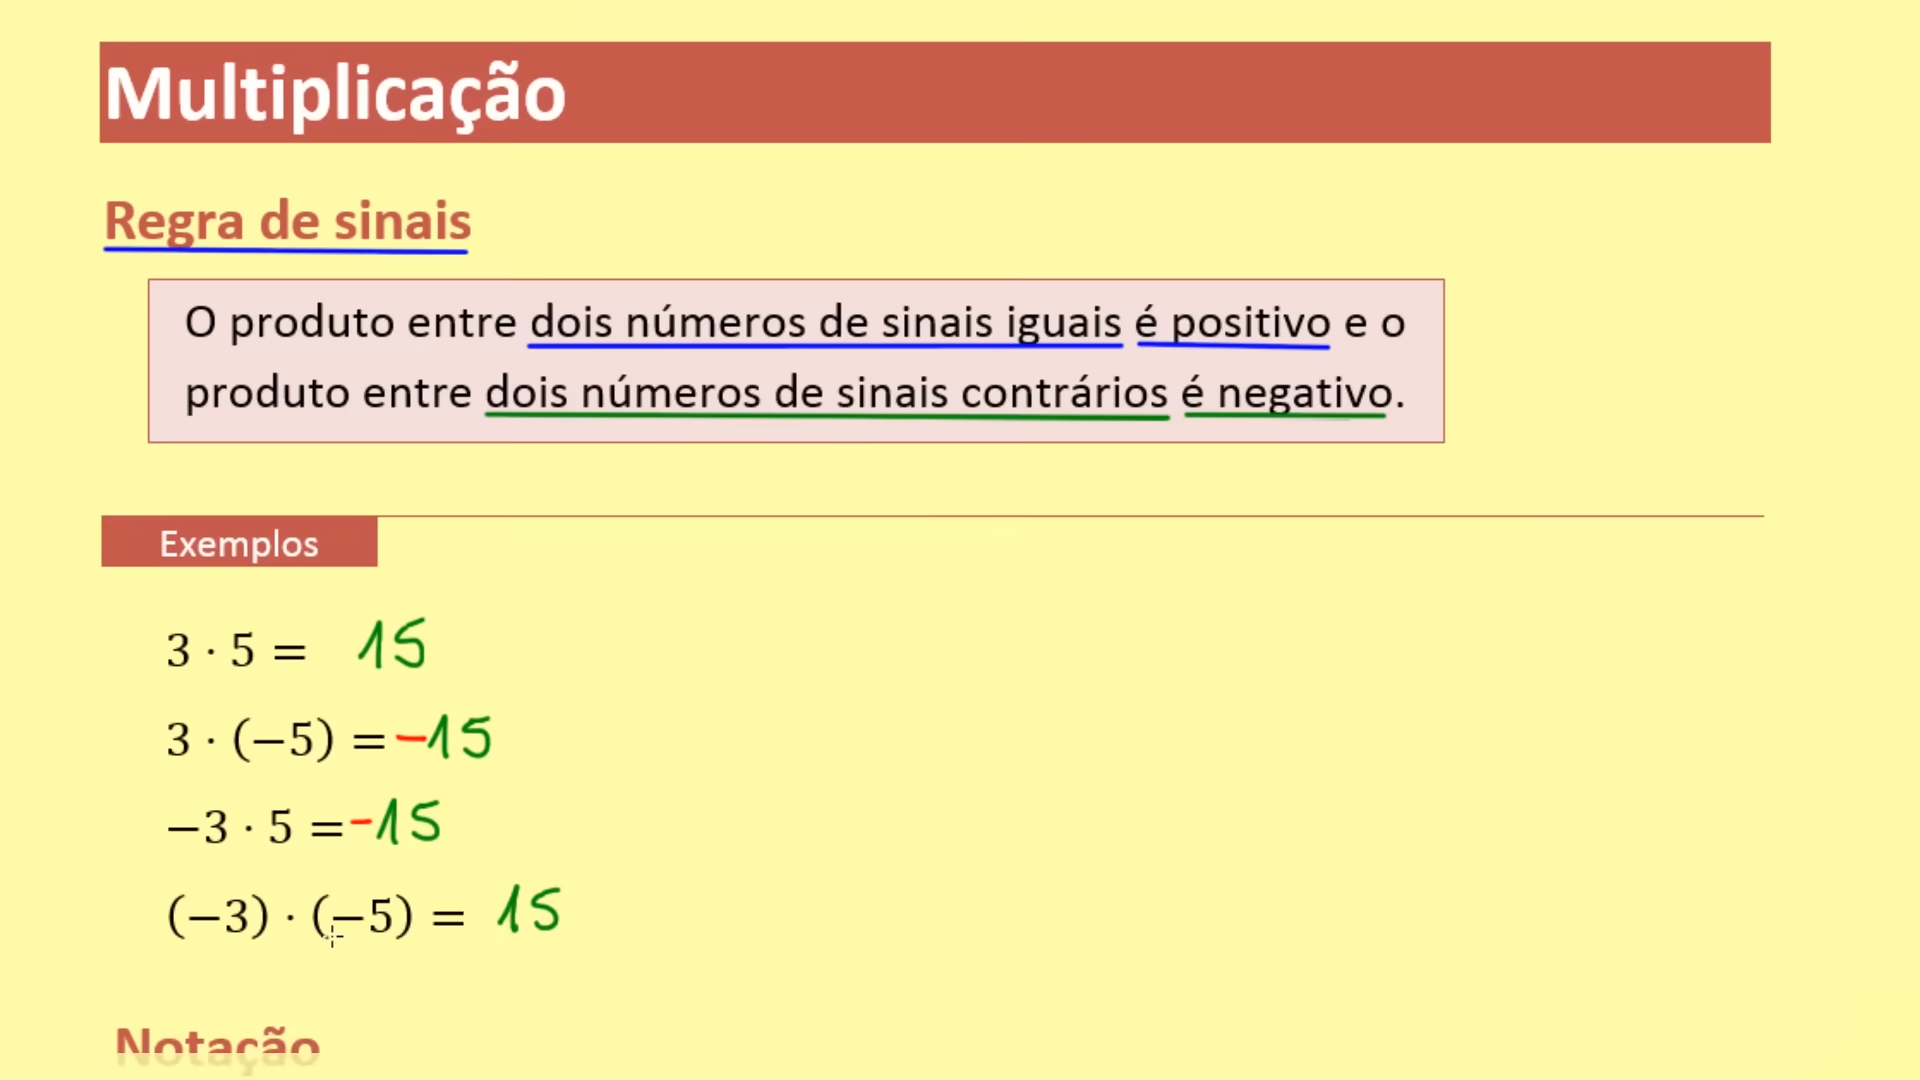 Multiplicação
Regra de sinais
O produto entre dois números de sinais iguais é positivo e o
produto entre dois números de sinais contrários é negativo.
Exemplos
3 · 5 = 15
3 · (−5) = −15
−3 · 5 = −15
(−3) · (−5) = 15
Notação